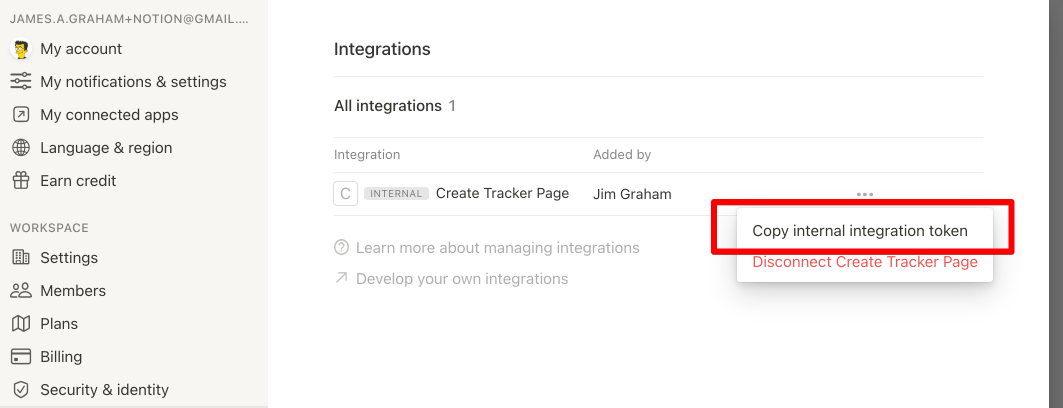 JAMES.A.GRAHAM+NOTION@GMAIL....
My account
My notifications & settings
My connected apps
Language & region
Earn credit
WORKSPACE
Settings
Members
Plans
Billing
Security & identity
Integrations
All integrations 1
Integration Added by
C INTERNAL Create Tracker Page Jim Graham
Copy internal integration token
Disconnect Create Tracker Page
Learn more about managing integrations
Develop your own integrations